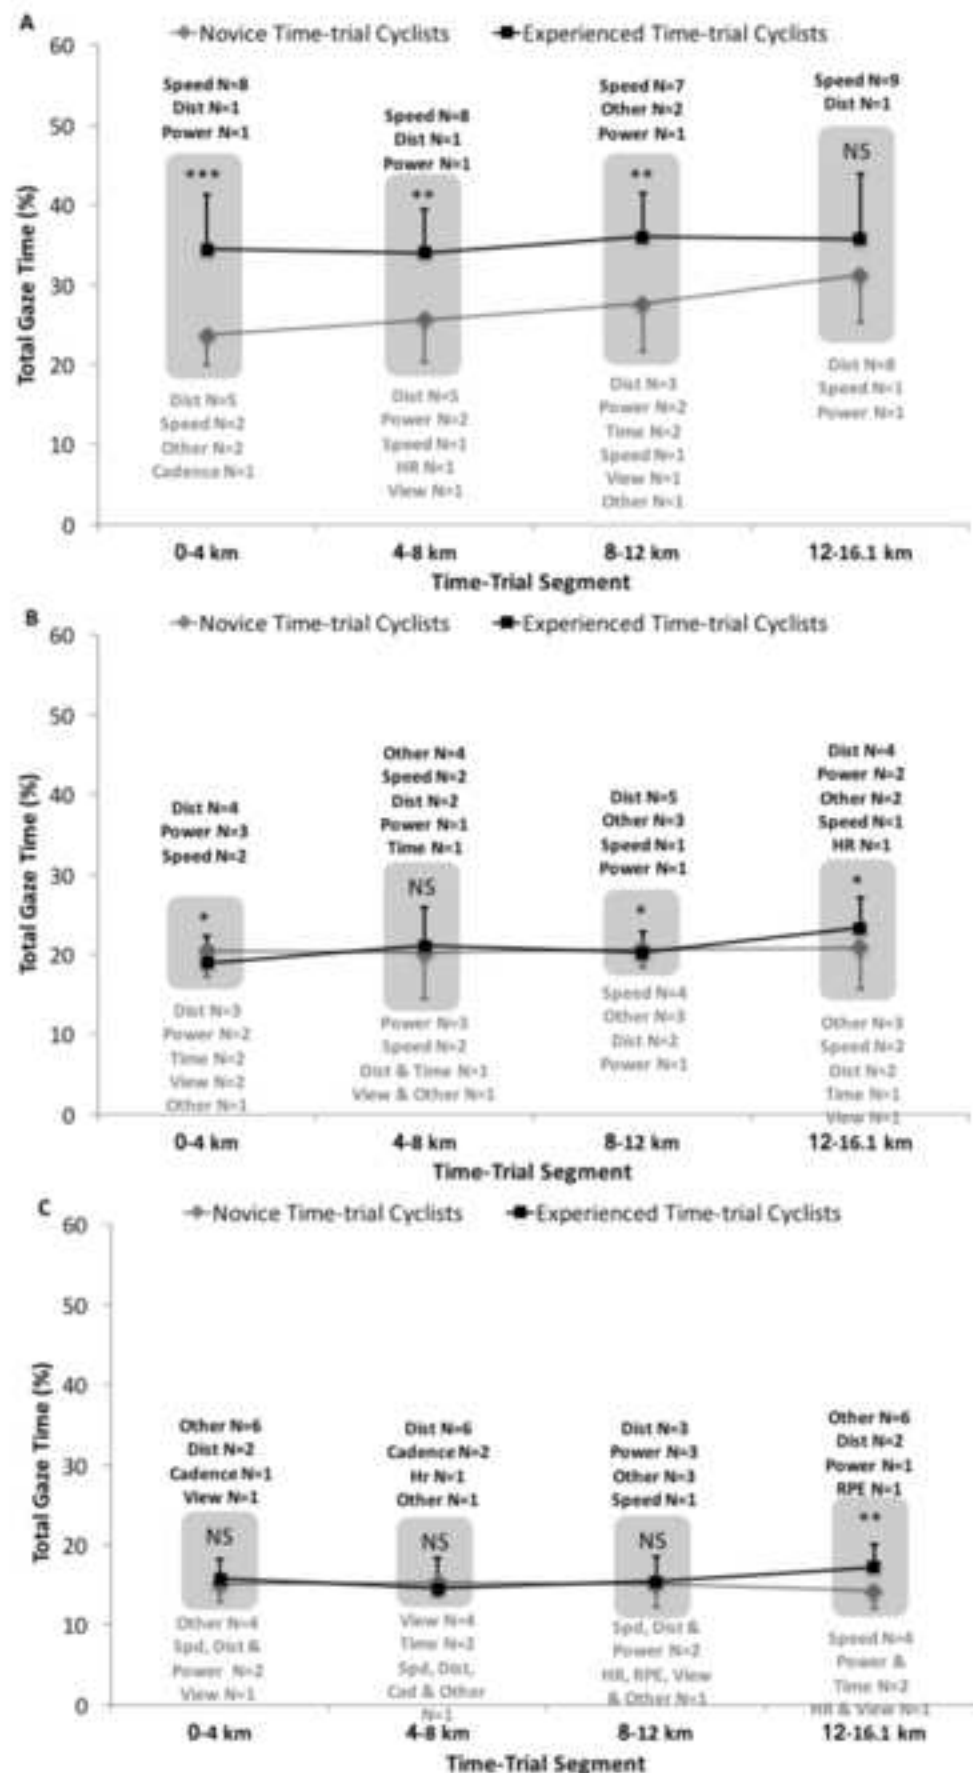 A
Novice Time-trial Cyclists Experienced Time-trial Cyclists
60
50
40
30
20
10
0
Total Gaze Time (%)
Speed N=8
Dist N=1
Power N=1
***
Dist N=5
Speed N=2
Other N=2
Cadence N=1
Speed N=8
Dist N=1
Power N=1
**
Dist N=5
Power N=2
Speed N=1
HR N=1
View N=1
Speed N=7
Other N=2
Power N=1
**
Dist N=3
Power N=2
Time N=2
Speed N=1
View N=1
Other N=1
Speed N=9
Dist N=1
NS
Dist N=8
Speed N=1
Power N=1
0-4 km 4-8 km 8-12 km 12-16.1 km
Time-Trial Segment
B
Novice Time-trial Cyclists Experienced Time-trial Cyclists
60
50
40
30
20
10
0
Total Gaze Time (%)
Dist N=4
Power N=3
Speed N=2
*
Dist N=3
Power N=2
Time N=2
View N=2
Other N=1
Other N=4
Speed N=2
Dist N=2
Power N=1
Time N=1
NS
Power N=3
Speed N=2
Dist & Time N=1
View & Other N=1
Dist N=5
Other N=3
Speed N=1
Power N=1
*
Speed N=4
Other N=3
Dist N=2
Power N=1
Dist N=4
Power N=2
Other N=2
Speed N=1
HR N=1
*
Other N=3
Speed N=2
Dist N=2
Time N=1
View N=1
0-4 km 4-8 km 8-12 km 12-16.1 km
Time-Trial Segment
C
Novice Time-trial Cyclists Experienced Time-trial Cyclists
60
50
40
30
20
10
0
Total Gaze Time (%)
Other N=6
Dist N=2
Cadence N=1
View N=1
NS
Other N=4
Spd, Dist &
Power N=2
View N=1
Dist N=6
Cadence N=2
Hr N=1
Other N=1
NS
View N=4
Time N=2
Spd, Dist,
Cad & Other
N=1
Dist N=3
Power N=3
Other N=3
Speed N=1
NS
Spd, Dist &
Power N=2
HR, RPE, View
& Other N=1
Other N=6
Dist N=2
Power N=1
RPE N=1
**
Speed N=4
Power &
Time N=2
HR & View N=1
0-4 km 4-8 km 8-12 km 12-16.1 km
Time-Trial Segment